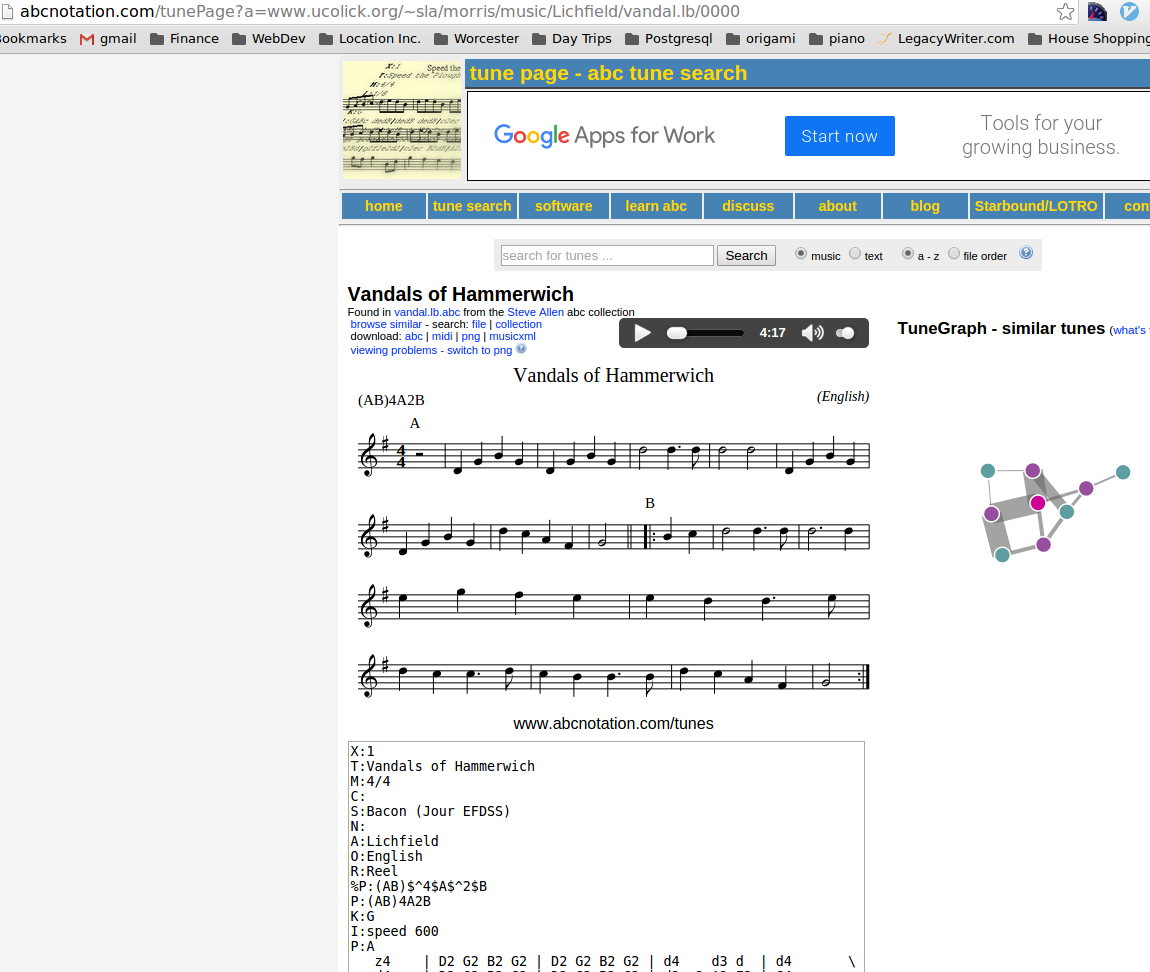 abcnotation.com/tunePage?a=www.ucolick.org/~sla/morris/music/Lichfield/vandal.lb/0000
Bookmarks gmail Finance WebDev Location Inc. Worcester Day Trips Postgresql origami piano LegacyWriter.com House Shopping
X:1 Speed the
T:Speed the Plough
M:4/4
tune page - abc tune search
Google Apps for Work
Start now
Tools for your
growing business.
home tune search software learn abc discuss about blog Starbound/LOTRO con
search for tunes ... Search music text a - z file order ?
Vandals of Hammerwich
Found in vandal.lb.abc from the Steve Allen abc collection
browse similar - search: file | collection
download: abc | midi | png | musicxml
viewing problems - switch to png ?
4:17
TuneGraph - similar tunes (what's
Vandals of Hammerwich
(AB)4A2B
(English)
A
4
4
B
www.abcnotation.com/tunes
X:1
T:Vandals of Hammerwich
M:4/4
C:
S:Bacon (Jour EFDSS)
N:
A:Lichfield
O:English
R:Reel
%P:(AB)$^4$A$^2$B
P:(AB)4A2B
K:G
I:speed 600
P:A
z4 | D2 G2 B2 G2 | D2 G2 B2 G2 | d4 d3 d | d4 \